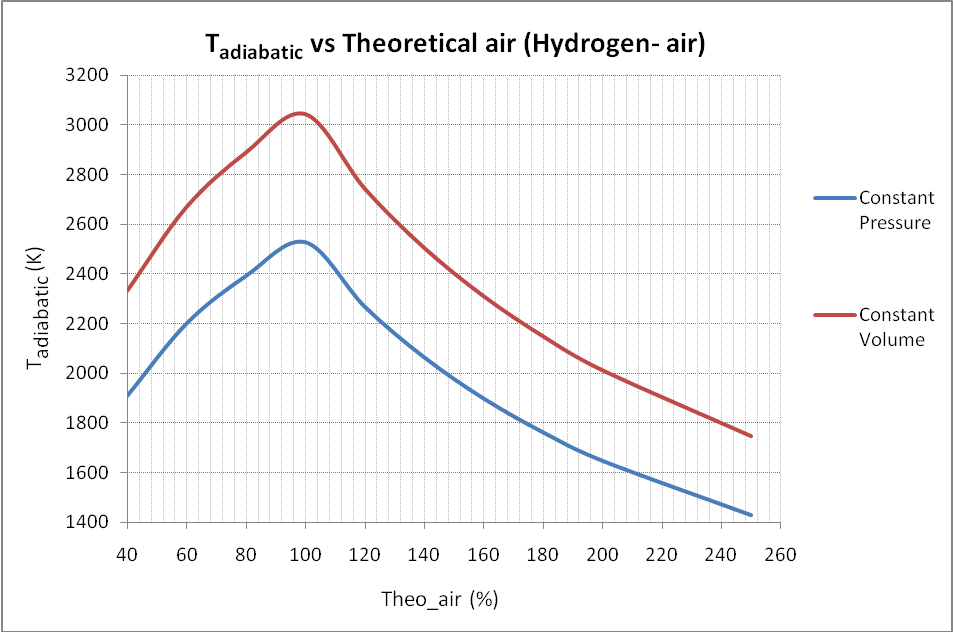 Tadiabatic vs Theoretical air (Hydrogen- air)
3200
3000
2800
2600
2400
2200
2000
1800
1600
1400
Tadiabatic (K)
40 60 80 100 120 140 160 180 200 220 240 260
Theo_air (%)
Constant
Pressure
Constant
Volume